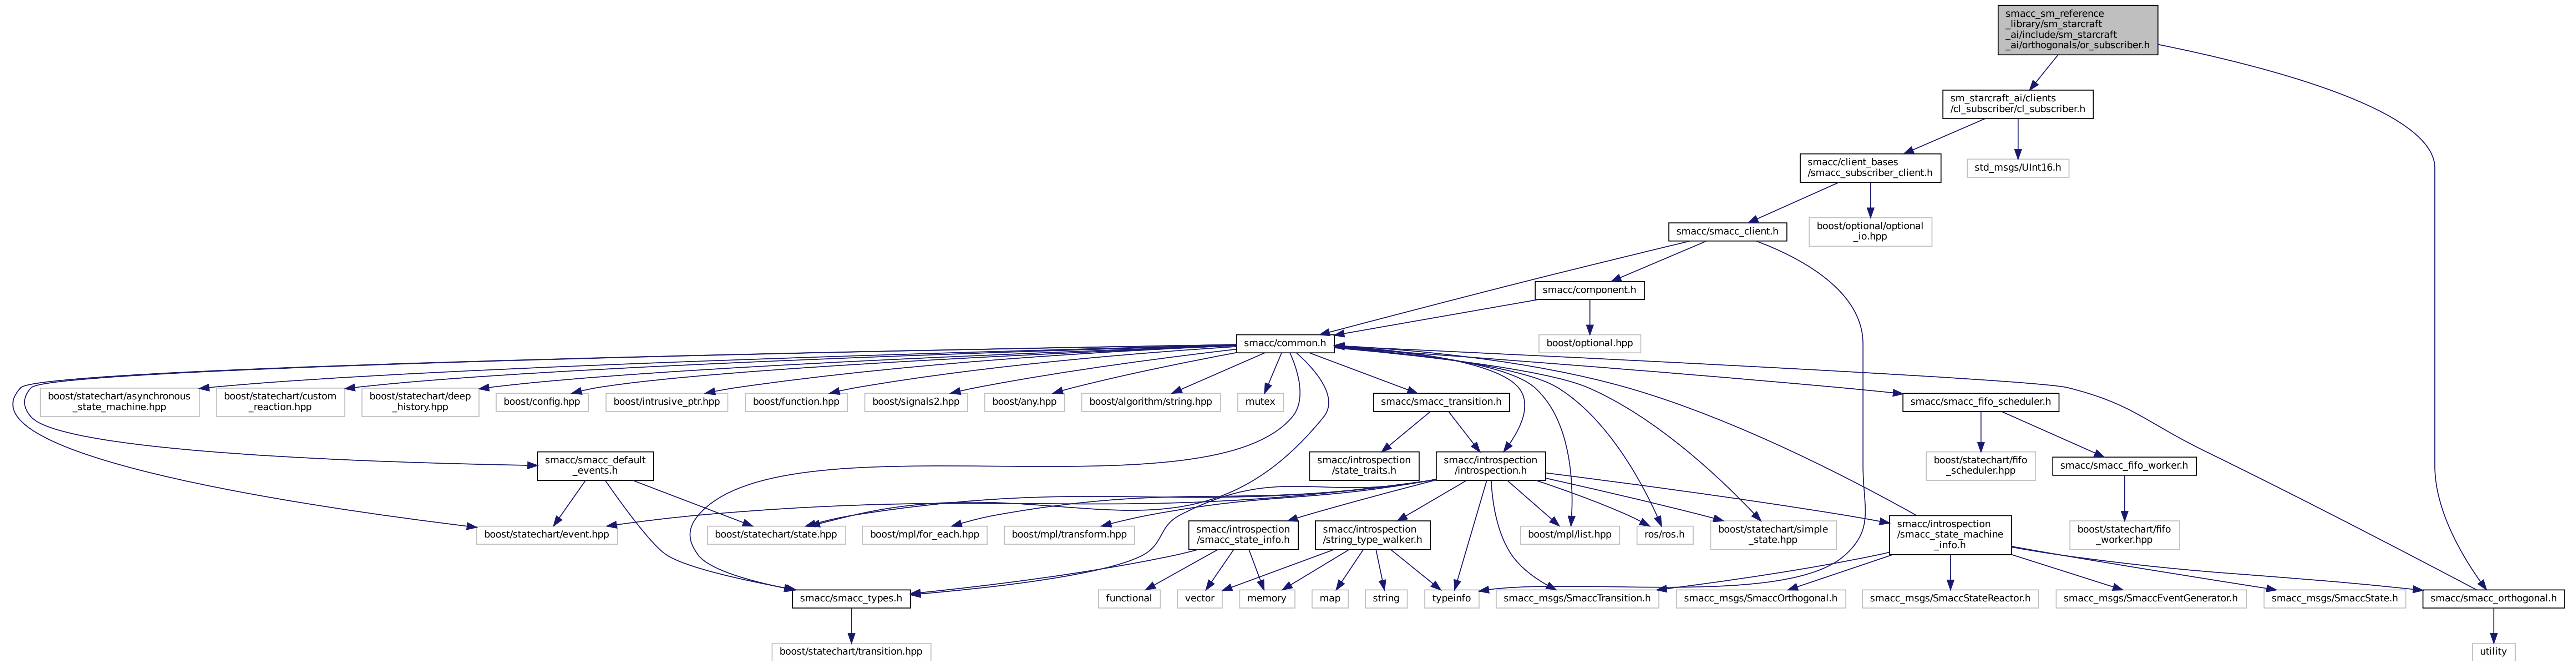 smacc_sm_reference
_library/sm_starcraft
_ai/include/sm_starcraft
_ai/orthogonals/or_subscriber.h
sm_starcraft_ai/clients
/cl_subscriber/cl_subscriber.h
smacc/client_bases
/smacc_subscriber_client.h
std_msgs/UInt16.h
smacc/smacc_client.h
boost/optional/optional
_io.hpp
smacc/component.h
smacc/common.h
boost/optional.hpp
boost/statechart/asynchronous
_state_machine.hpp
boost/statechart/custom
_reaction.hpp
boost/statechart/deep
_history.hpp
boost/config.hpp
boost/intrusive_ptr.hpp
boost/function.hpp
boost/signals2.hpp
boost/any.hpp
boost/algorithm/string.hpp
mutex
smacc/smacc_transition.h
smacc/smacc_fifo_scheduler.h
smacc/smacc_default
_events.h
smacc/introspection
/state_traits.h
smacc/introspection
/introspection.h
boost/statechart/fifo
_scheduler.hpp
smacc/smacc_fifo_worker.h
boost/statechart/event.hpp
boost/statechart/state.hpp
boost/mpl/for_each.hpp
boost/mpl/transform.hpp
smacc/introspection
/smacc_state_info.h
smacc/introspection
/string_type_walker.h
boost/mpl/list.hpp
ros/ros.h
boost/statechart/simple
_state.hpp
smacc/introspection
/smacc_state_machine
_info.h
boost/statechart/fifo
_worker.hpp
smacc/smacc_types.h
functional
vector
memory
map
string
typeinfo
smacc_msgs/SmaccTransition.h
smacc_msgs/SmaccOrthogonal.h
smacc_msgs/SmaccStateReactor.h
smacc_msgs/SmaccEventGenerator.h
smacc_msgs/SmaccState.h
smacc/smacc_orthogonal.h
boost/statechart/transition.hpp
utility